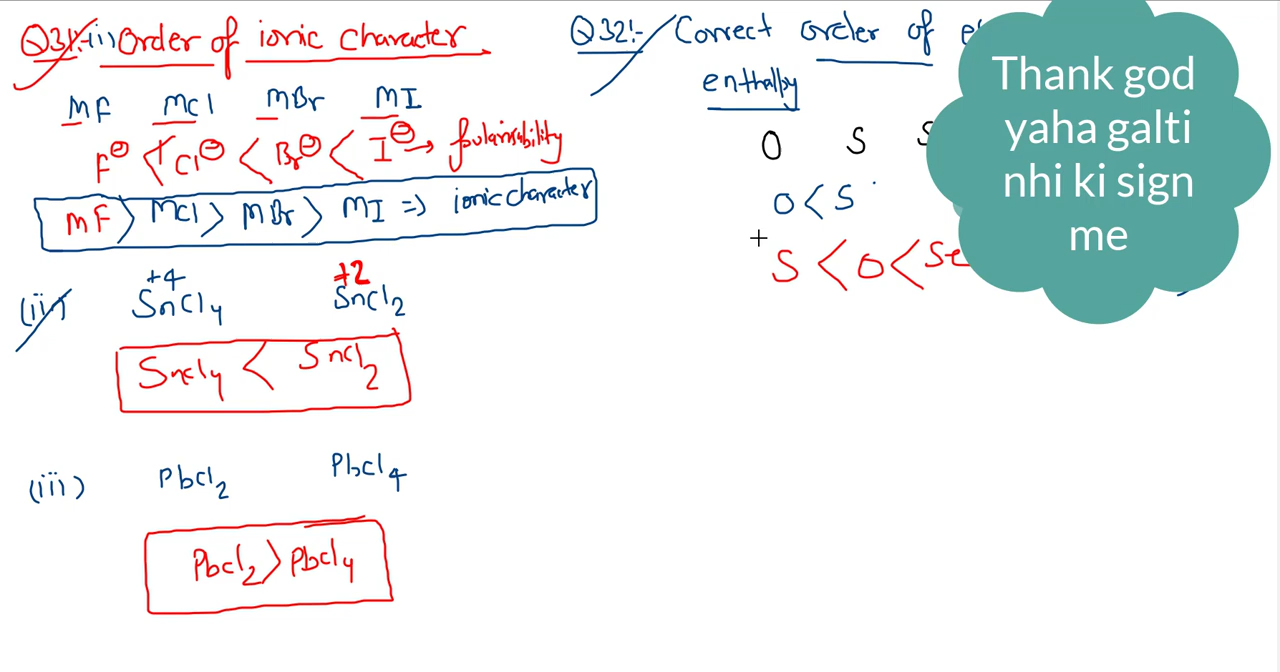 Q31:-(i) Order of ionic character
MF MCl MBr MI
F⊖ < Cl⊖ < Br⊖ < I⊖ → polarisability
MF > MCl > MBr > MI => ionic character
(ii) +4 +2
SnCl4 SnCl2
SnCl4 < SnCl2
(iii) PbCl2 PbCl4
PbCl2 > PbCl4
Q32:- Correct order of
enthalpy
O S S
O < S
S < O < Se
Thank god
yaha galti
nhi ki sign
me